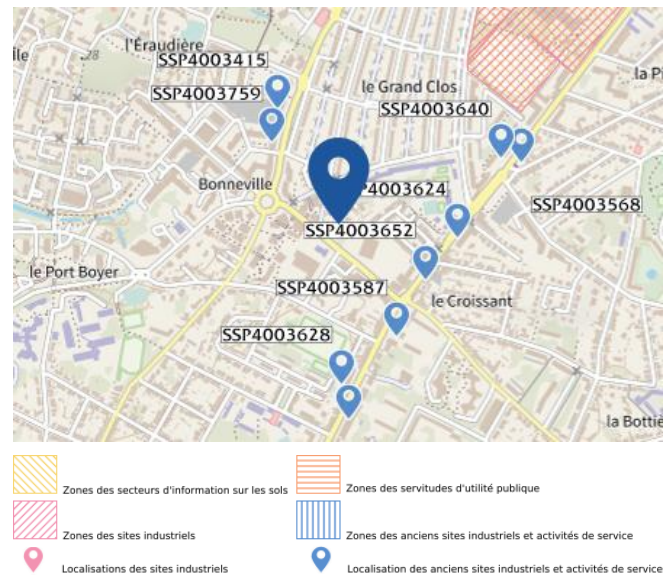 l'Éraudière
28
SSP4003415
la Pi
le Grand Clos
SSP4003759
SSP4003640
Bonneville
P4003624
SSP4003568
SSP4003652
le Port Boyer
SSP4003587
le Croissant
SSP4003628
la Bottiè
Zones des secteurs d'information sur les sols
Zones des servitudes d'utilité publique
Zones des sites industriels
Zones des anciens sites industriels et activités de service
Localisations des sites industriels
Localisation des anciens sites industriels et activités de service